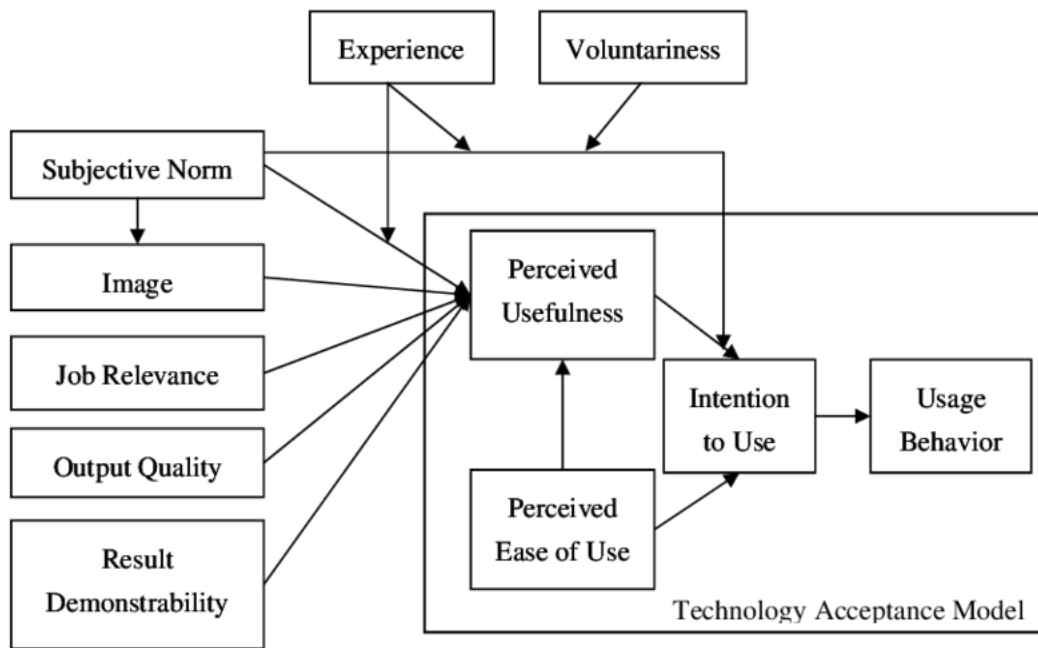 Experience
Voluntariness
Subjective Norm
Image
Job Relevance
Output Quality
Result
Demonstrability
Perceived
Usefulness
Perceived
Ease of Use
Intention
to Use
Usage
Behavior
Technology Acceptance Model